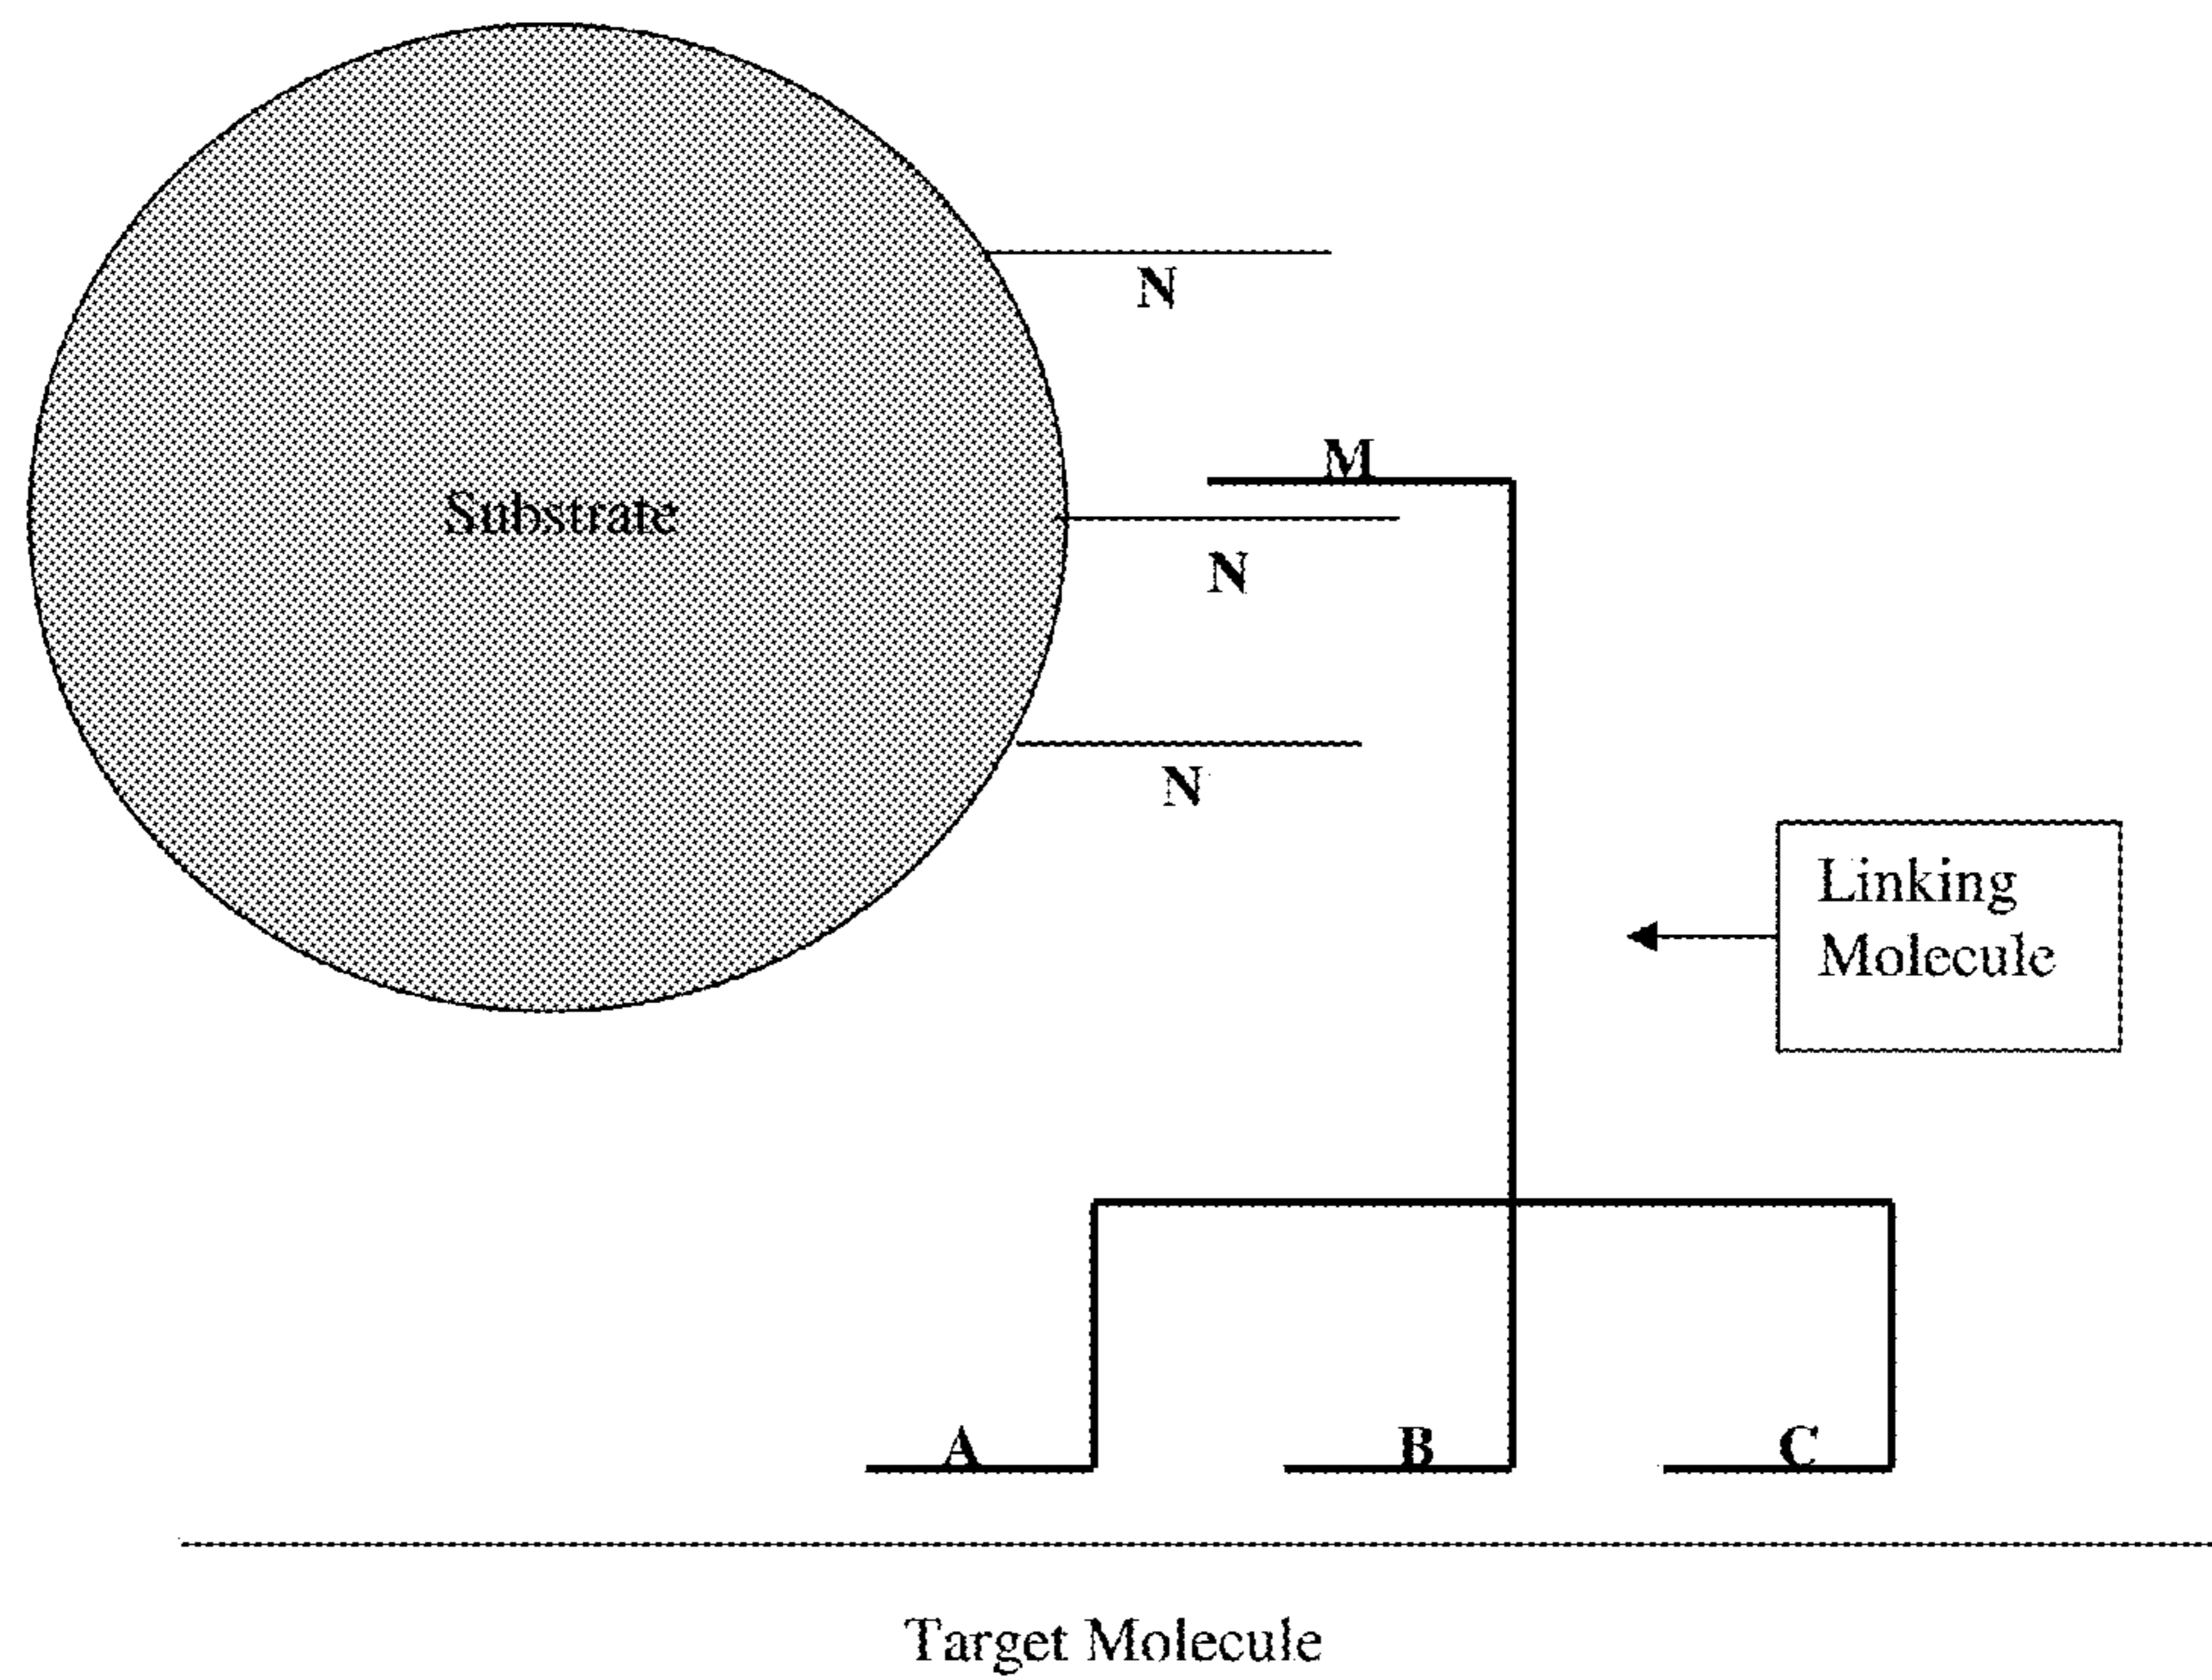 N
M
Substrate
N
N
Linking
Molecule
A B C
Target Molecule